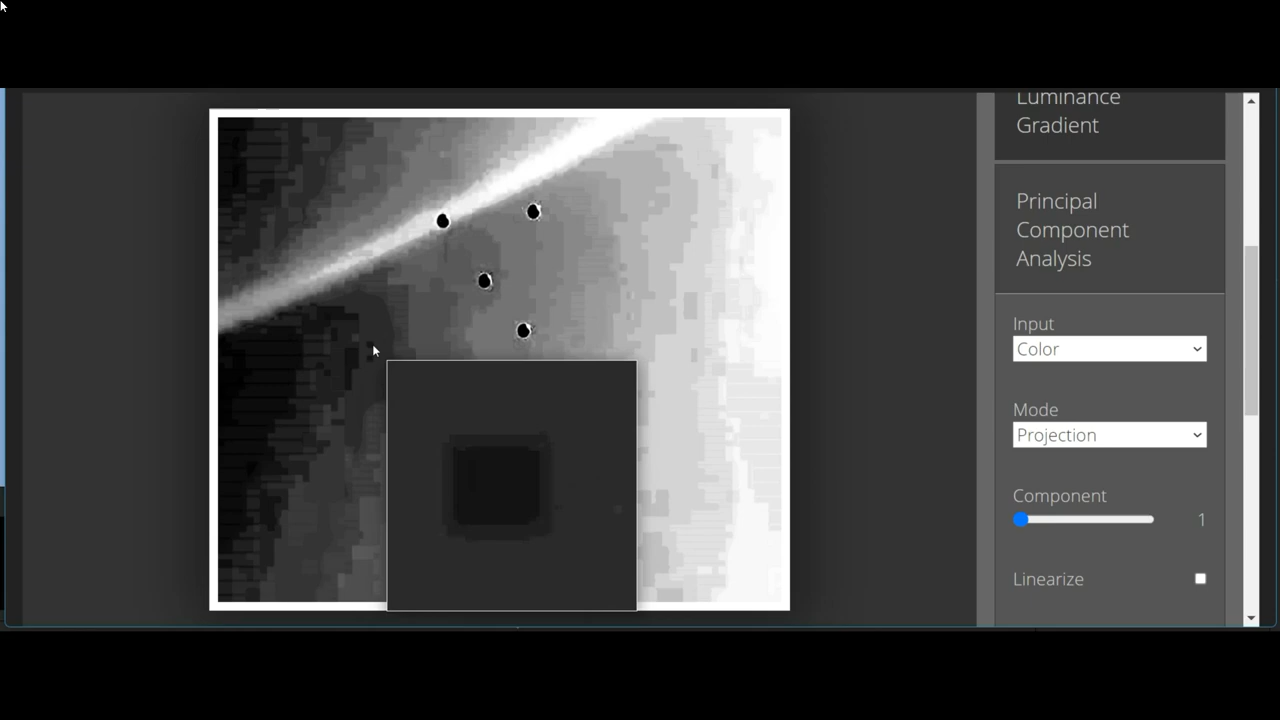 Luminance
Gradient
Principal
Component
Analysis
Input
Color
Mode
Projection
Component
1
Linearize